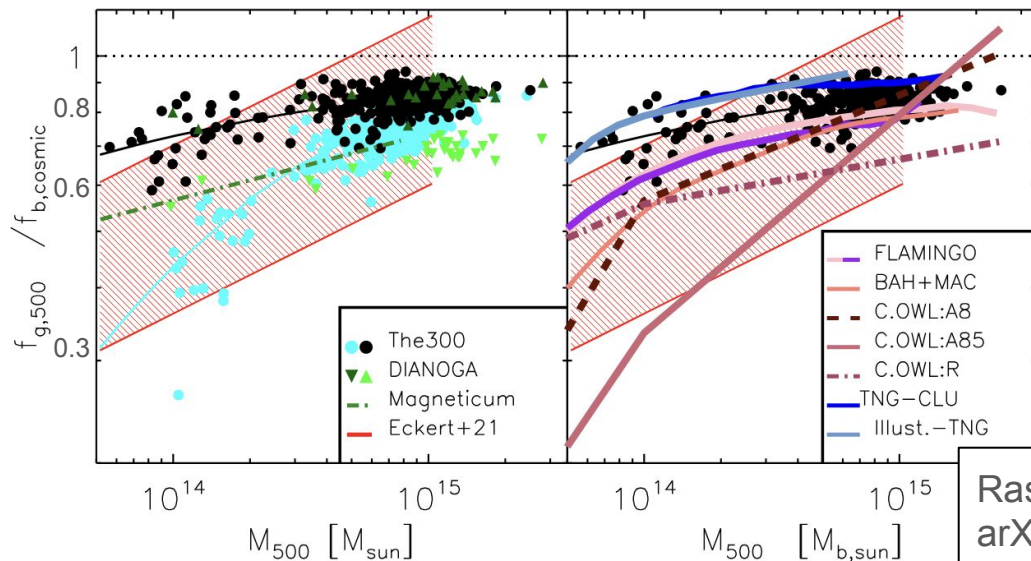 f_g,500 / f_b,cosmic
1
0.8
0.6
0.3
The300
DIANOGA
Magneticum
Eckert+21
10^14
10^15
M_500 [M_sun]
FLAMINGO
BAH+MAC
C.OWL:A8
C.OWL:A85
C.OWL:R
TNG-CLU
Illust.-TNG
10^14
10^15
M_500 [M_b,sun]
Ras
arX